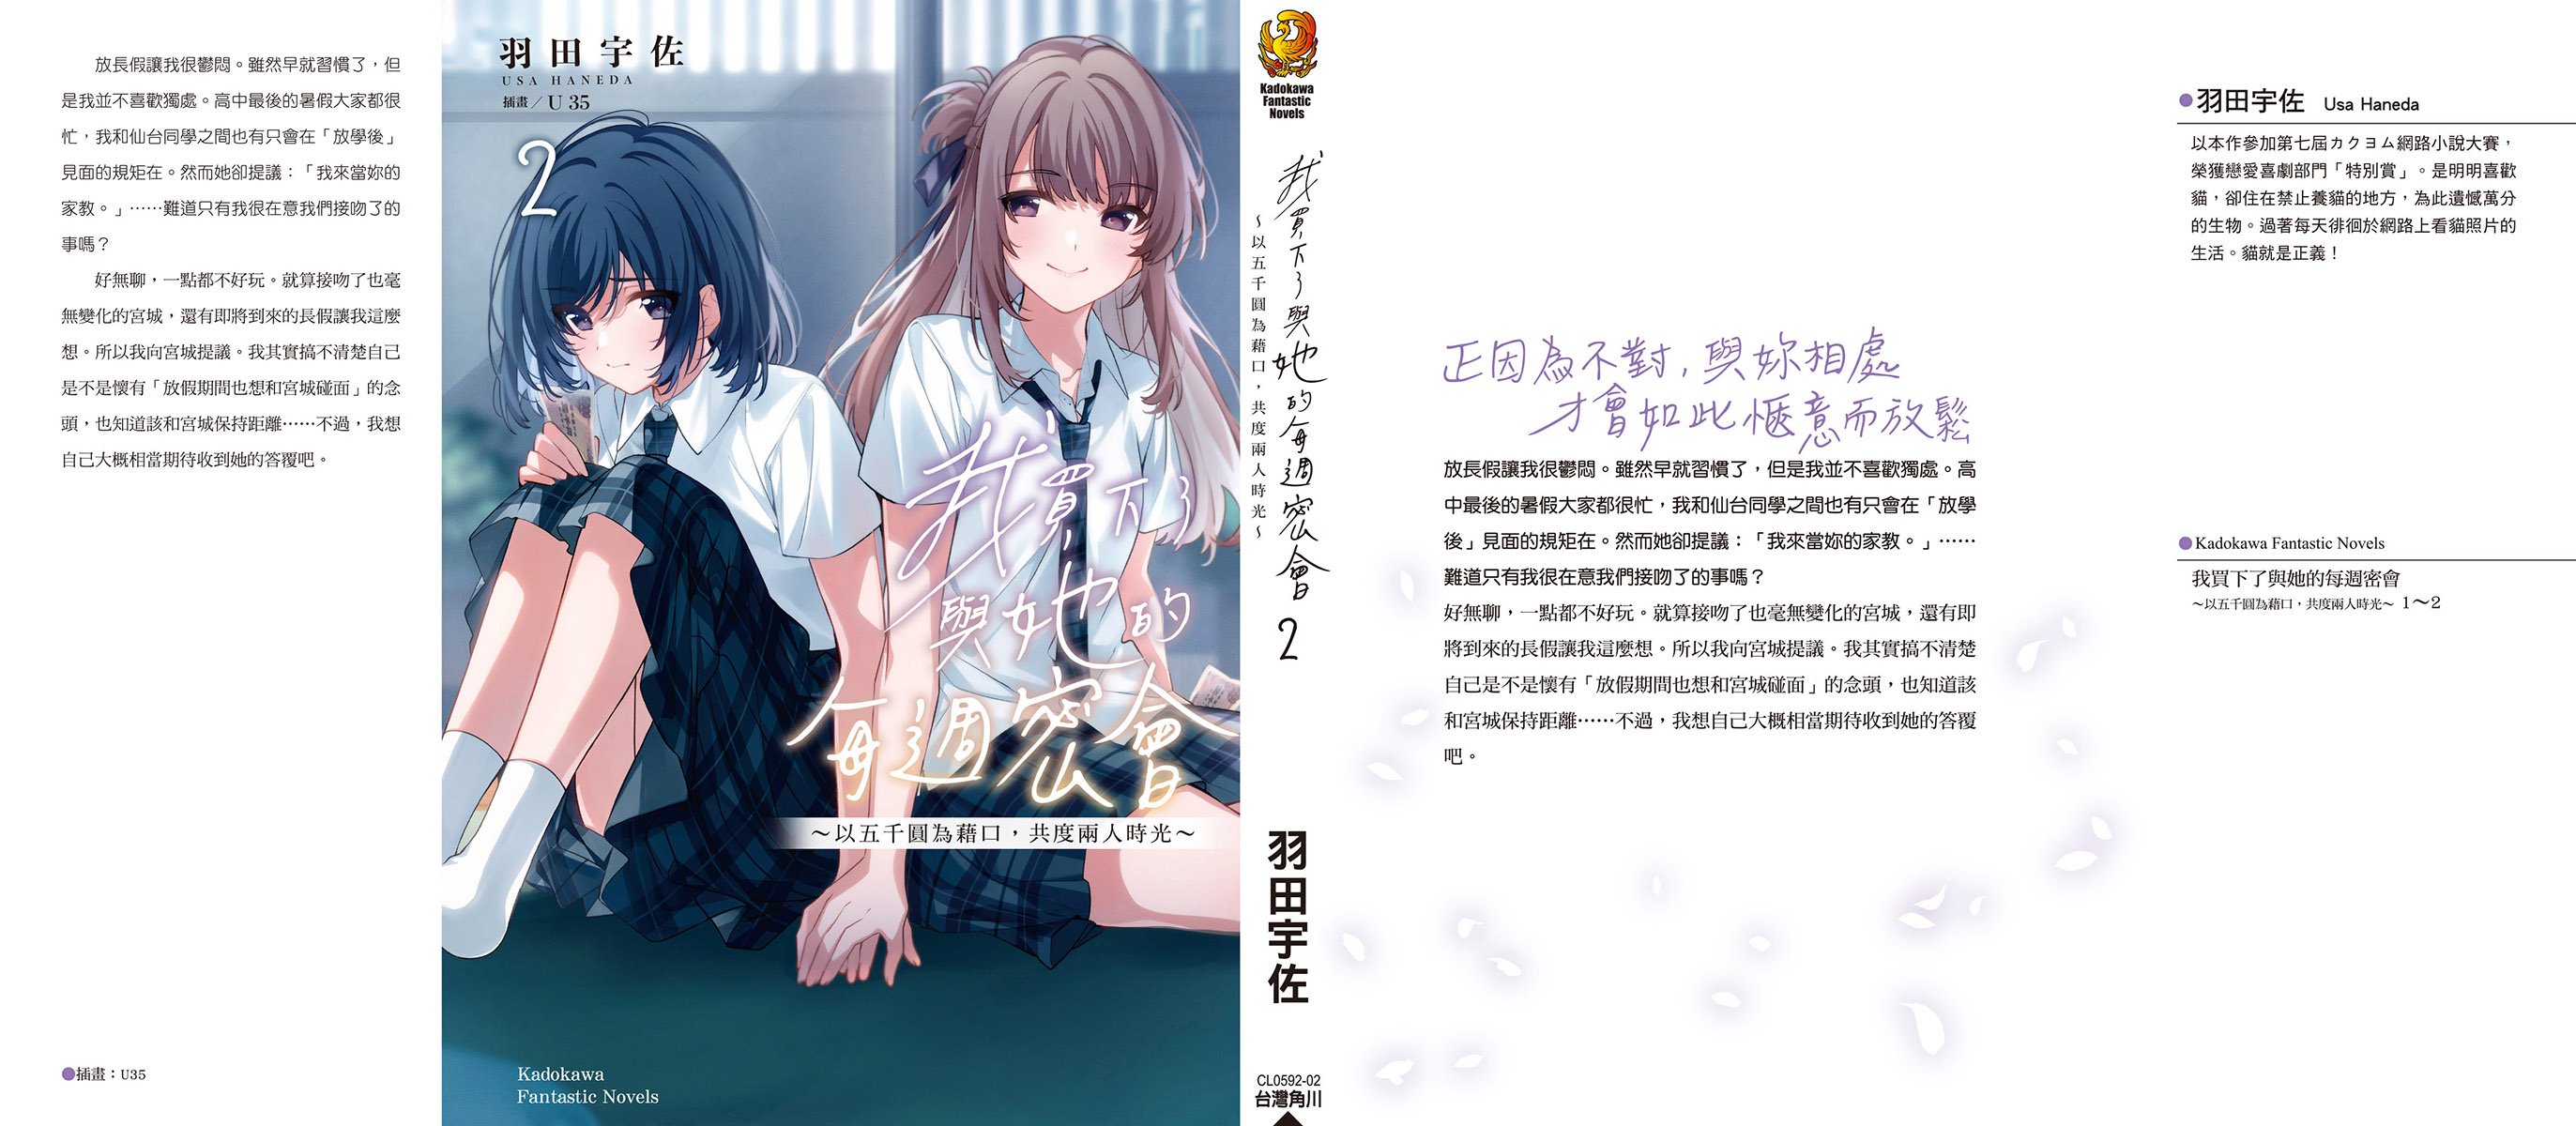 放長假讓我很鬱悶。雖然早就習慣了，但
是我並不喜歡獨處。高中最後的暑假大家都很
忙，我和仙台同學之間也有只會在「放學後」
見面的規矩在。然而她卻提議：「我來當妳的
家教。」……難道只有我很在意我們接吻了的
事嗎？
好無聊，一點都不好玩。就算接吻了也毫
無變化的宮城，還有即將到來的長假讓我這麼
想。所以我向宮城提議。我其實搞不清楚自己
是不是懷有「放假期間也想和宮城碰面」的念
頭，也知道該和宮城保持距離……不過，我想
自己大概相當期待收到她的答覆吧。
●插畫：U35
羽田宇佐
USA HANEDA
插畫／U 35
2
我買下了
與她的
每週密會
～以五千圓為藉口，共度兩人時光～
Kadokawa
Fantastic Novels
Kadokawa
Fantastic
Novels
我買下了與她的每週密會 2
～以五千圓為藉口，共度兩人時光～
羽田宇佐
CL0592-02
台灣角川
正因為不對，與妳相處
才會如此愜意而放鬆
放長假讓我很鬱悶。雖然早就習慣了，但是我並不喜歡獨處。高
中最後的暑假大家都很忙，我和仙台同學之間也有只會在「放學
後」見面的規矩在。然而她卻提議：「我來當妳的家教。」……
難道只有我很在意我們接吻了的事嗎？
好無聊，一點都不好玩。就算接吻了也毫無變化的宮城，還有即
將到來的長假讓我這麼想。所以我向宮城提議。我其實搞不清楚
自己是不是懷有「放假期間也想和宮城碰面」的念頭，也知道該
和宮城保持距離……不過，我想自己大概相當期待收到她的答覆
吧。
●羽田宇佐 Usa Haneda
以本作參加第七屆カクヨム網路小說大賽，
榮獲戀愛喜劇部門「特別賞」。是明明喜歡
貓，卻住在禁止養貓的地方，為此遺憾萬分
的生物。過著每天徘徊於網路上看貓照片的
生活。貓就是正義！
●Kadokawa Fantastic Novels
我買下了與她的每週密會
～以五千圓為藉口，共度兩人時光～ 1～2